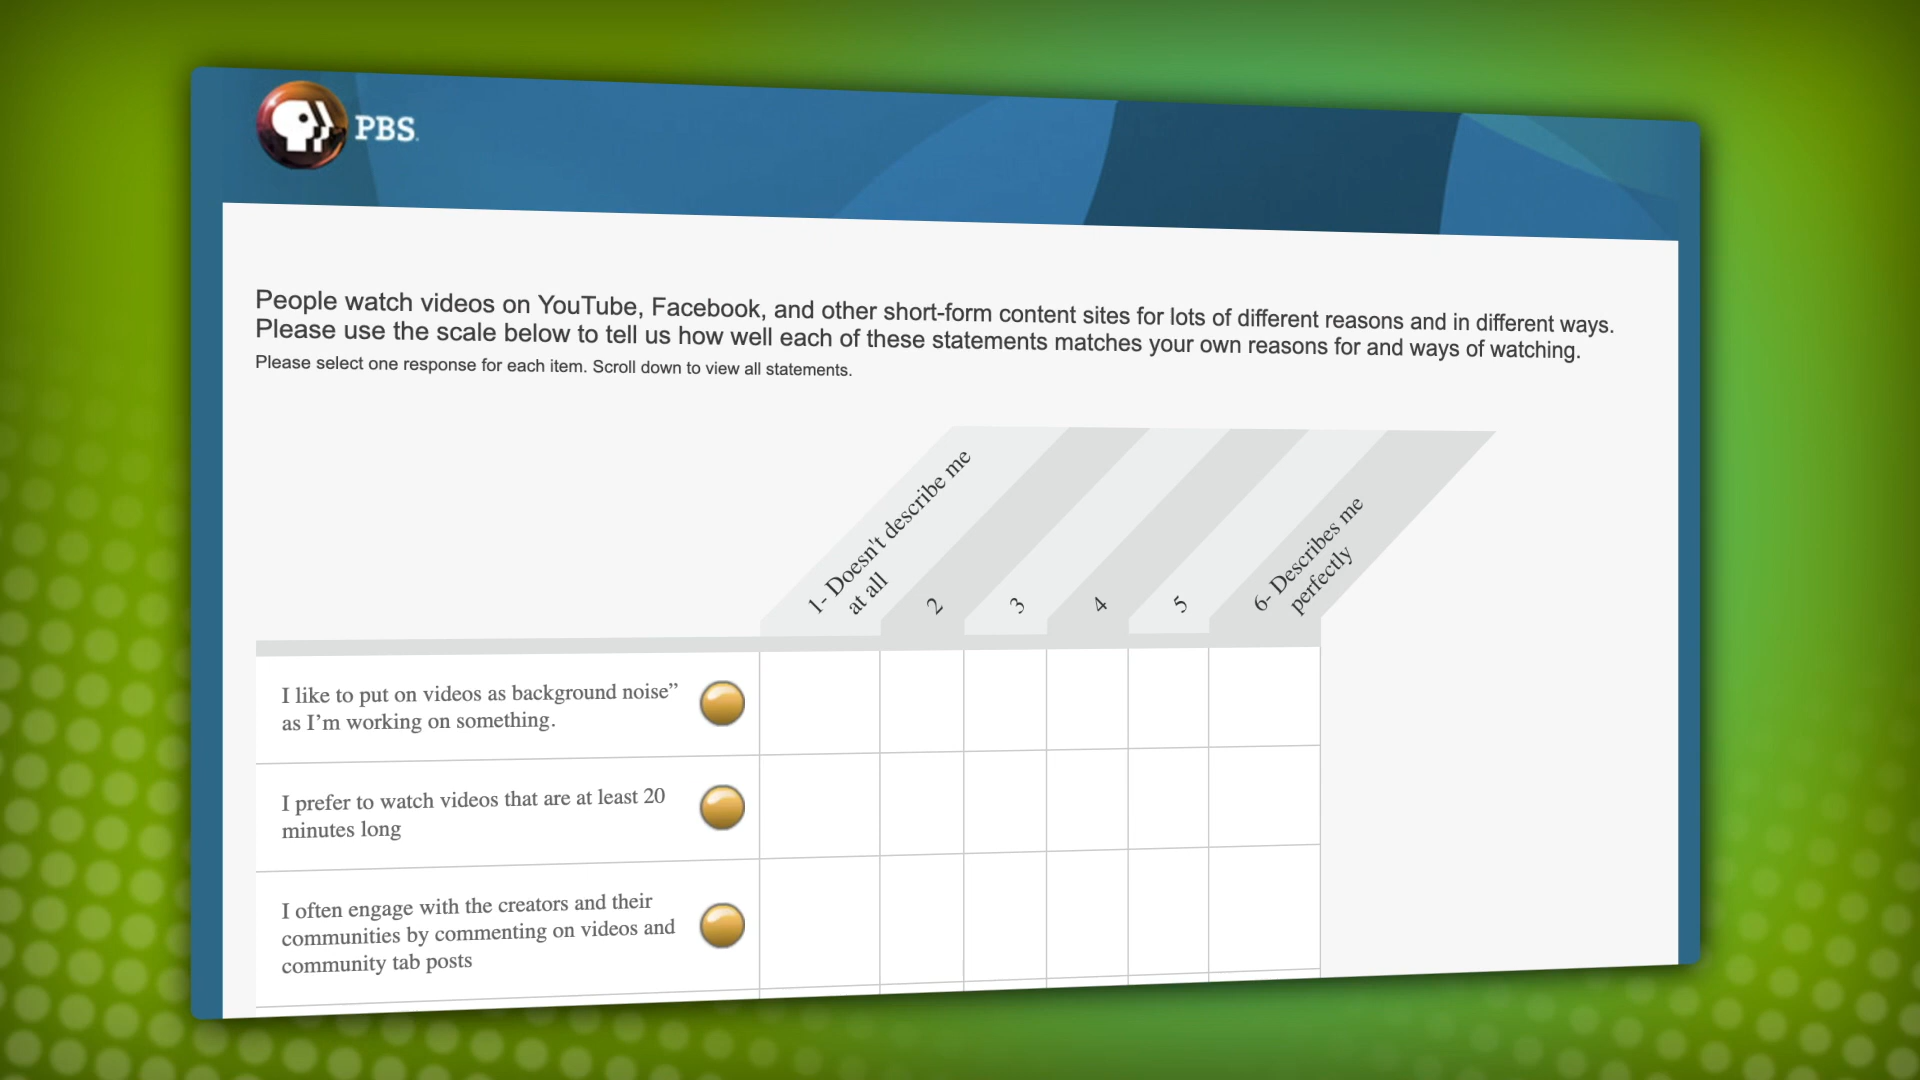 PBS.
People watch videos on YouTube, Facebook, and other short-form content sites for lots of different reasons and in different ways.
Please use the scale below to tell us how well each of these statements matches your own reasons for and ways of watching.
Please select one response for each item. Scroll down to view all statements.
1- Doesn't describe me
at all
2
3
4
5
6- Describes me
perfectly
I like to put on videos as background noise”
as I’m working on something.
I prefer to watch videos that are at least 20
minutes long
I often engage with the creators and their
communities by commenting on videos and
community tab posts